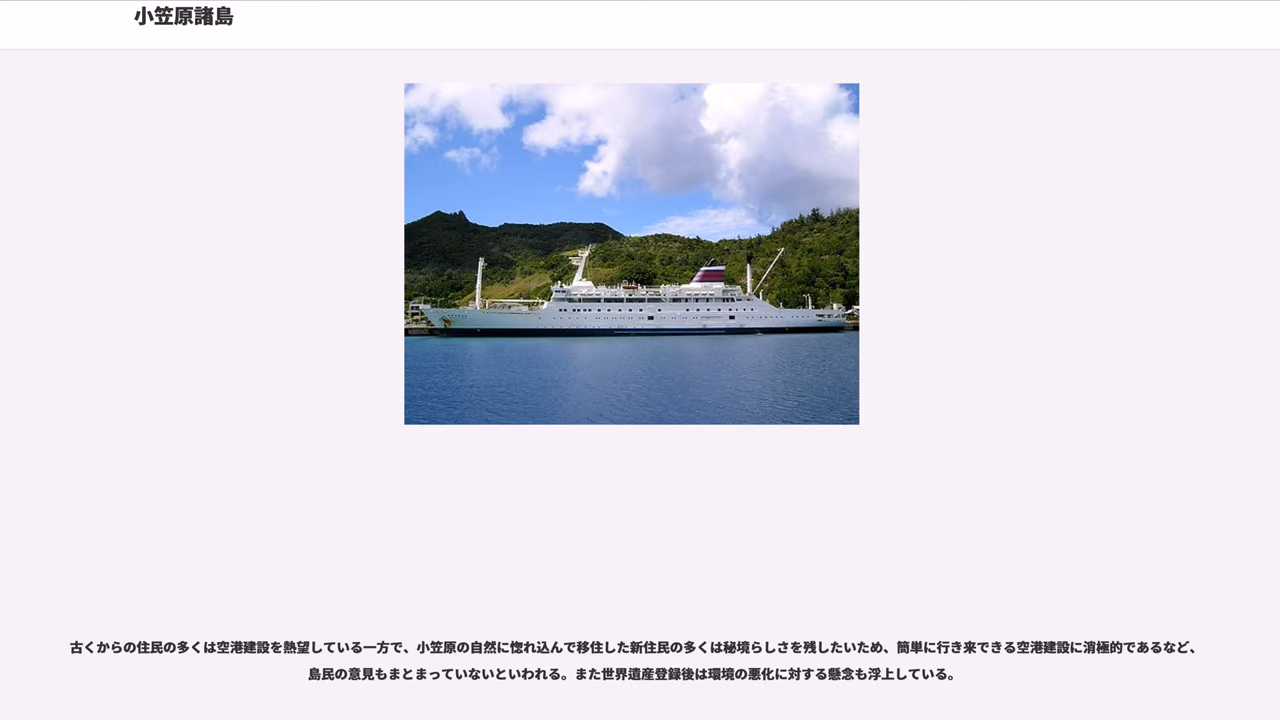 小笠原諸島
古くからの住民の多くは空港建設を熱望している一方で、小笠原の自然に惚れ込んで移住した新住民の多くは秘境らしさを残したいため、簡単に行き来できる空港建設に消極的であるなど、
島民の意見もまとまっていないといわれる。また世界遺産登録後は環境の悪化に対する懸念も浮上している。